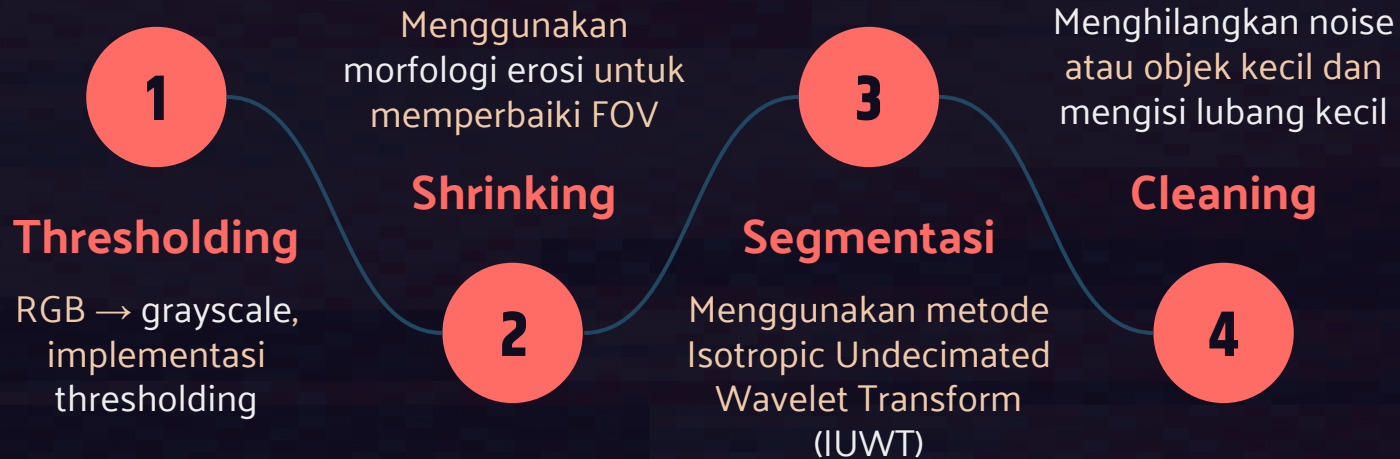 1
Thresholding
RGB → grayscale,
implementasi
thresholding
Menggunakan
morfologi erosi untuk
memperbaiki FOV
Shrinking
2
3
Segmentasi
Menggunakan metode
Isotropic Undecimated
Wavelet Transform
(IUWT)
Menghilangkan noise
atau objek kecil dan
mengisi lubang kecil
Cleaning
4